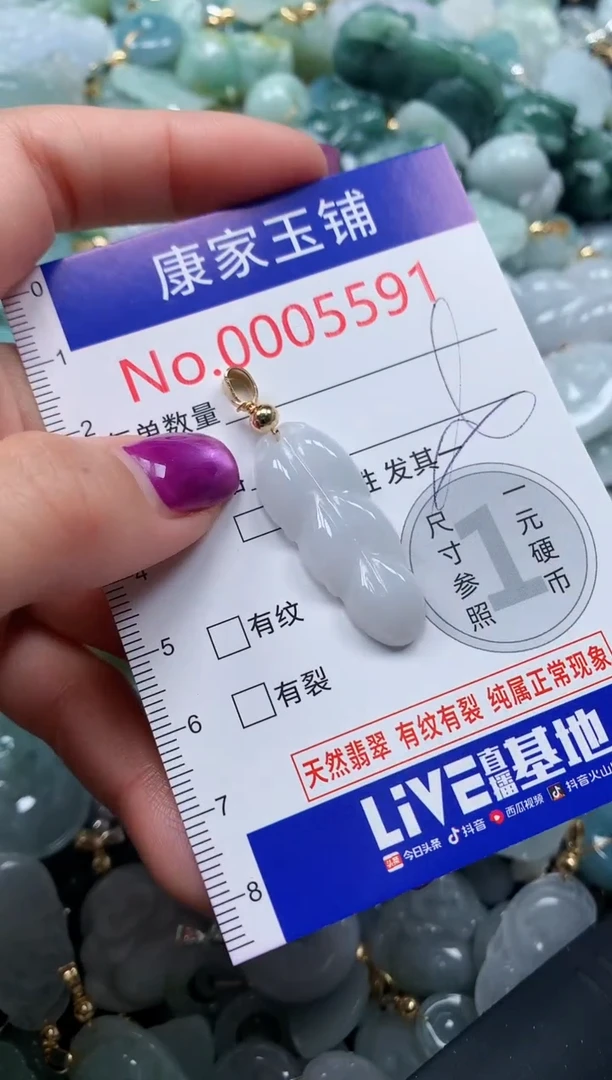 康家玉铺
No.0005591
0
1
2
单数量
发其一
尺寸参照
1
一元硬币
4
5
有纹
有裂
6
天然翡翠 有纹有裂 纯属正常现象
7
LiVE直播基地
今日头条 抖音 西瓜视频 抖音火山
8